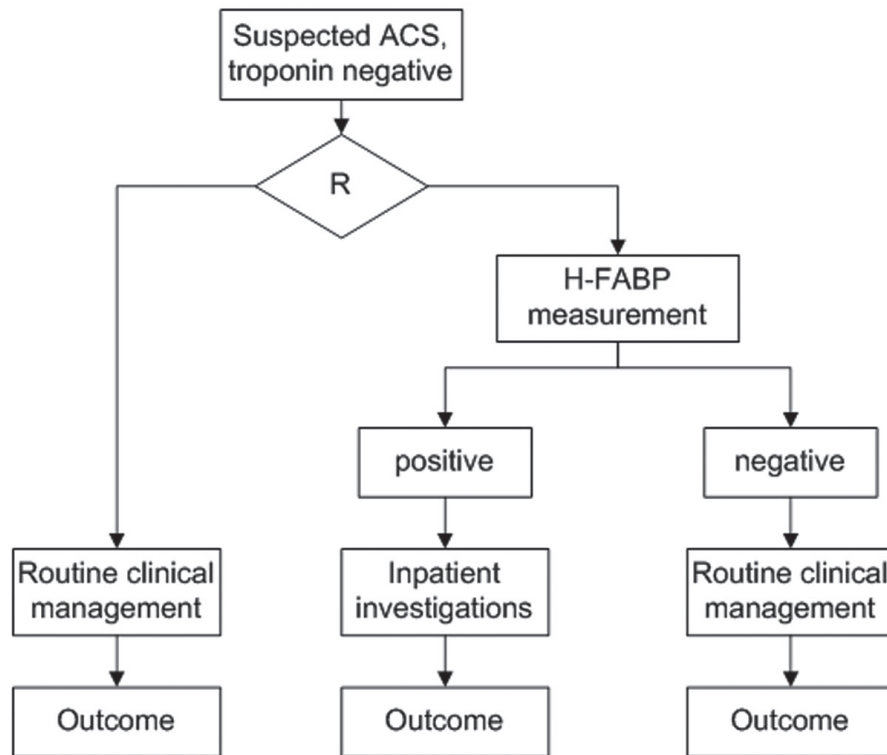 Suspected ACS,
troponin negative
R
H-FABP
measurement
positive
negative
Routine clinical
management
Inpatient
investigations
Routine clinical
management
Outcome
Outcome
Outcome